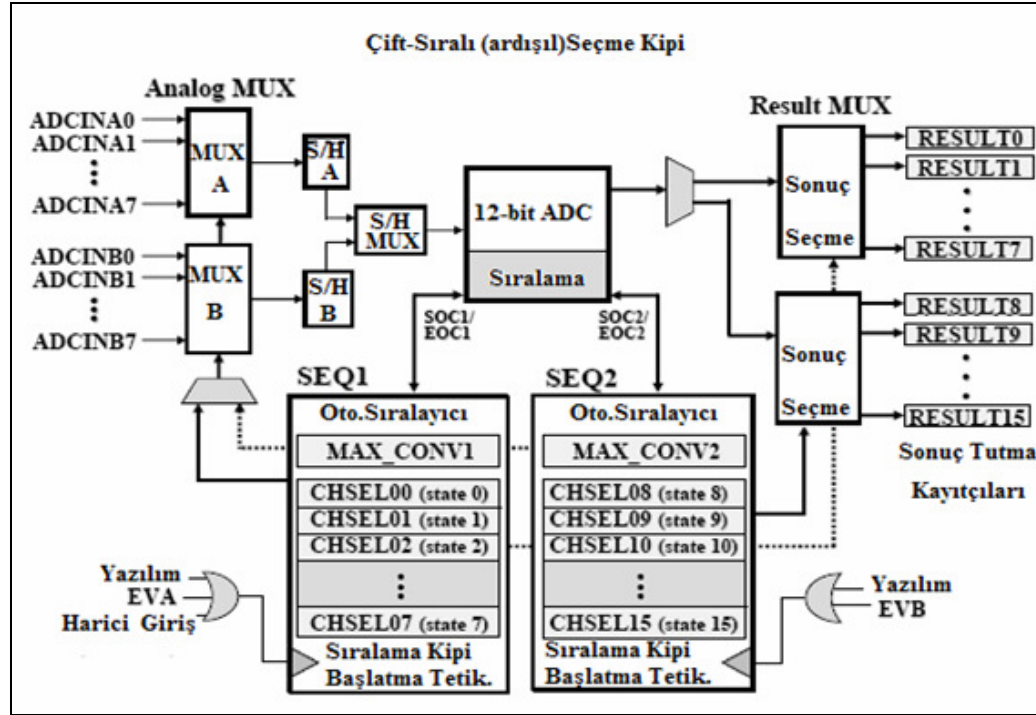 Çift-Sıralı (ardışıl)Seçme Kipi
Analog MUX
ADCINA0
ADCINA1
ADCINA7
MUX
A
ADCINB0
ADCINB1
ADCINB7
MUX
B
S/H
A
S/H
B
S/H
MUX
12-bit ADC
Sıralama
SOC1/
EOC1
SOC2/
EOC2
Result MUX
Sonuç
Seçme
RESULT0
RESULT1
RESULT7
Sonuç
Seçme
RESULT8
RESULT9
RESULT15
Sonuç Tutma
Kayıtçıları
SEQ1
Oto.Sıralayıcı
MAX_CONV1
CHSEL00 (state 0)
CHSEL01 (state 1)
CHSEL02 (state 2)
CHSEL07 (state 7)
Sıralama Kipi
Başlatma Tetik.
SEQ2
Oto.Sıralayıcı
MAX_CONV2
CHSEL08 (state 8)
CHSEL09 (state 9)
CHSEL10 (state 10)
CHSEL15 (state 15)
Sıralama Kipi
Başlatma Tetik.
Yazılım
EVA
Harici Giriş
Yazılım
EVB